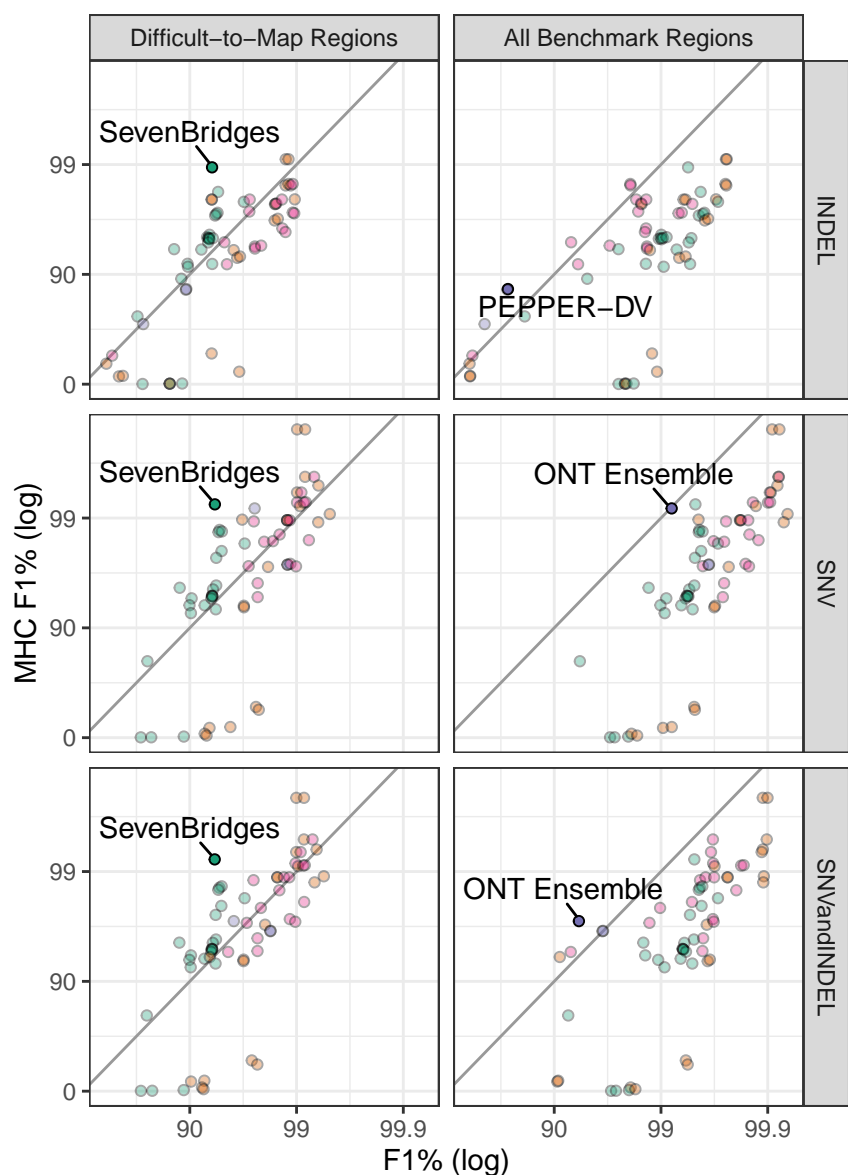 Difficult−to−Map Regions
All Benchmark Regions
SevenBridges
PEPPER−DV
INDEL
99
90
0
SevenBridges
ONT Ensemble
SNV
99
90
0
SevenBridges
ONT Ensemble
SNVandINDEL
99
90
0
MHC F1% (log)
90
99
99.9
90
99
99.9
F1% (log)